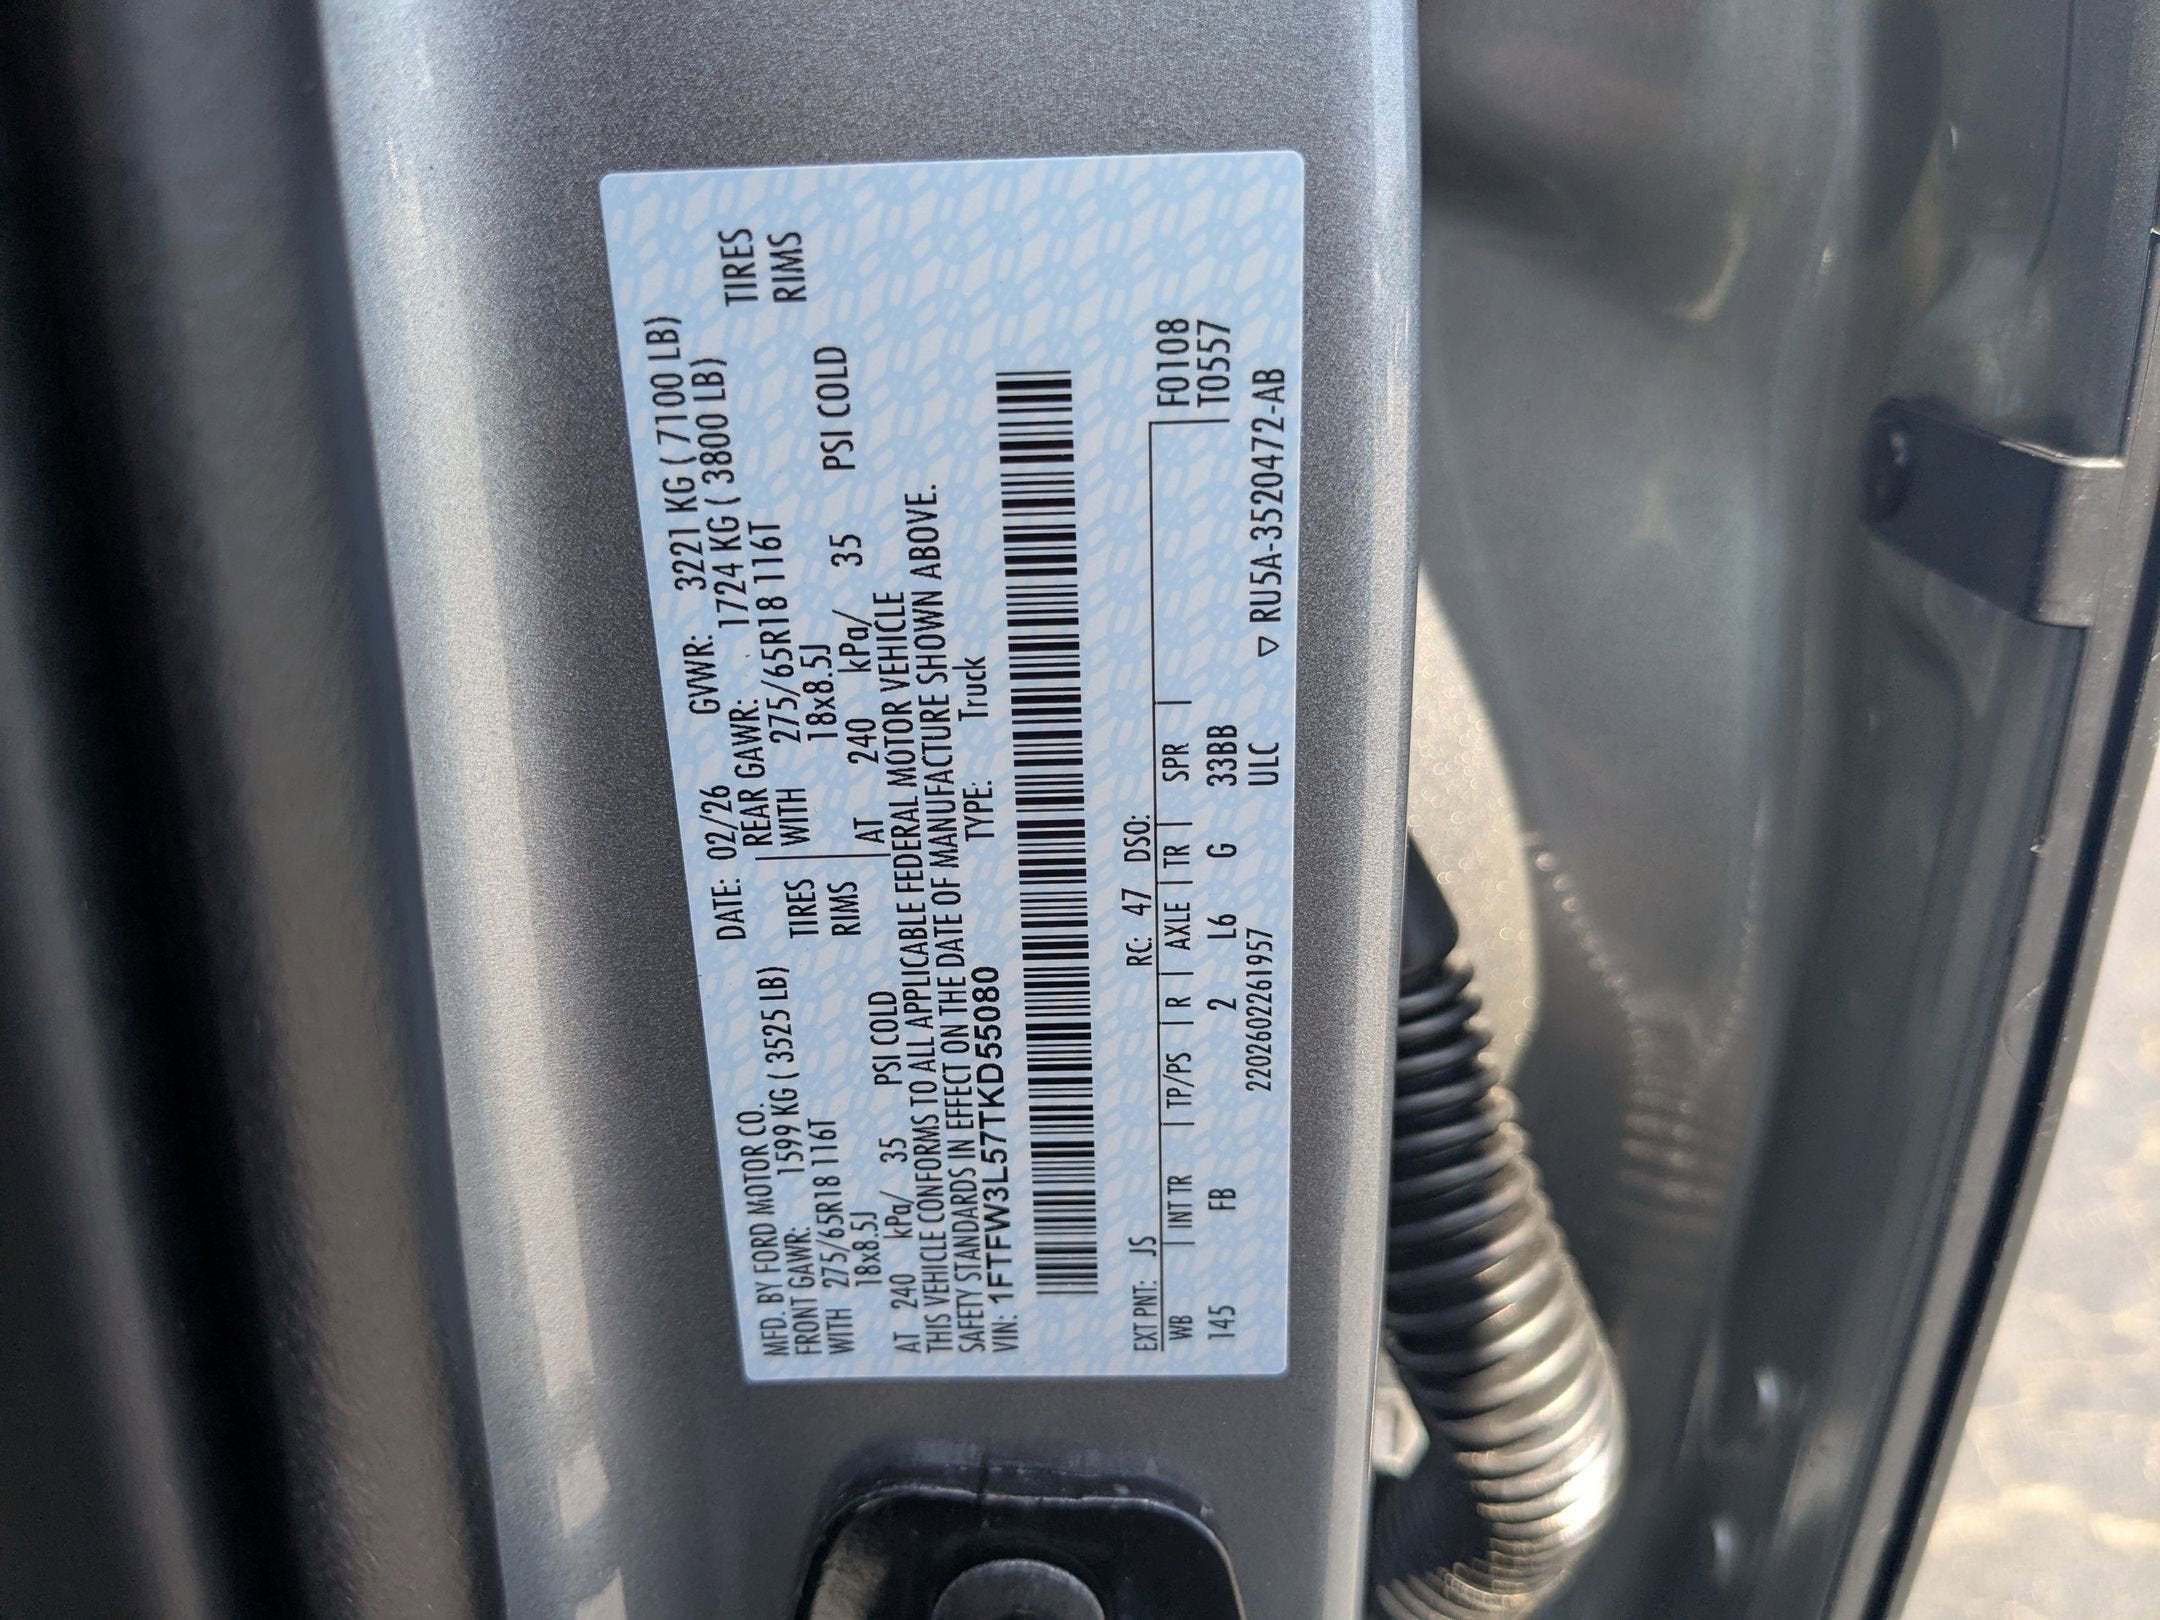 MFD. BY FORD MOTOR CO. DATE: 02/26 GVWR: 3221 KG ( 7100 LB)
FRONT GAWR: 1599 KG ( 3525 LB) REAR GAWR: 1724 KG ( 3800 LB)
WITH 275/65R18 116T TIRES WITH 275/65R18 116T TIRES
18x8.5J RIMS 18x8.5J RIMS
AT 240 kPa/ 35 PSI COLD AT 240 kPa/ 35 PSI COLD
THIS VEHICLE CONFORMS TO ALL APPLICABLE FEDERAL MOTOR VEHICLE
SAFETY STANDARDS IN EFFECT ON THE DATE OF MANUFACTURE SHOWN ABOVE.
VIN: 1FTFW3L57TKD55080 TYPE: Truck
EXT PNT: JS RC: 47 DSO:
WB | INT TR | TP/PS | R | AXLE | TR | SPR | F0108
145 FB 2 L6 G 33BB | T0557
2202602261957 ULC ▽ RU5A-3520472-AB